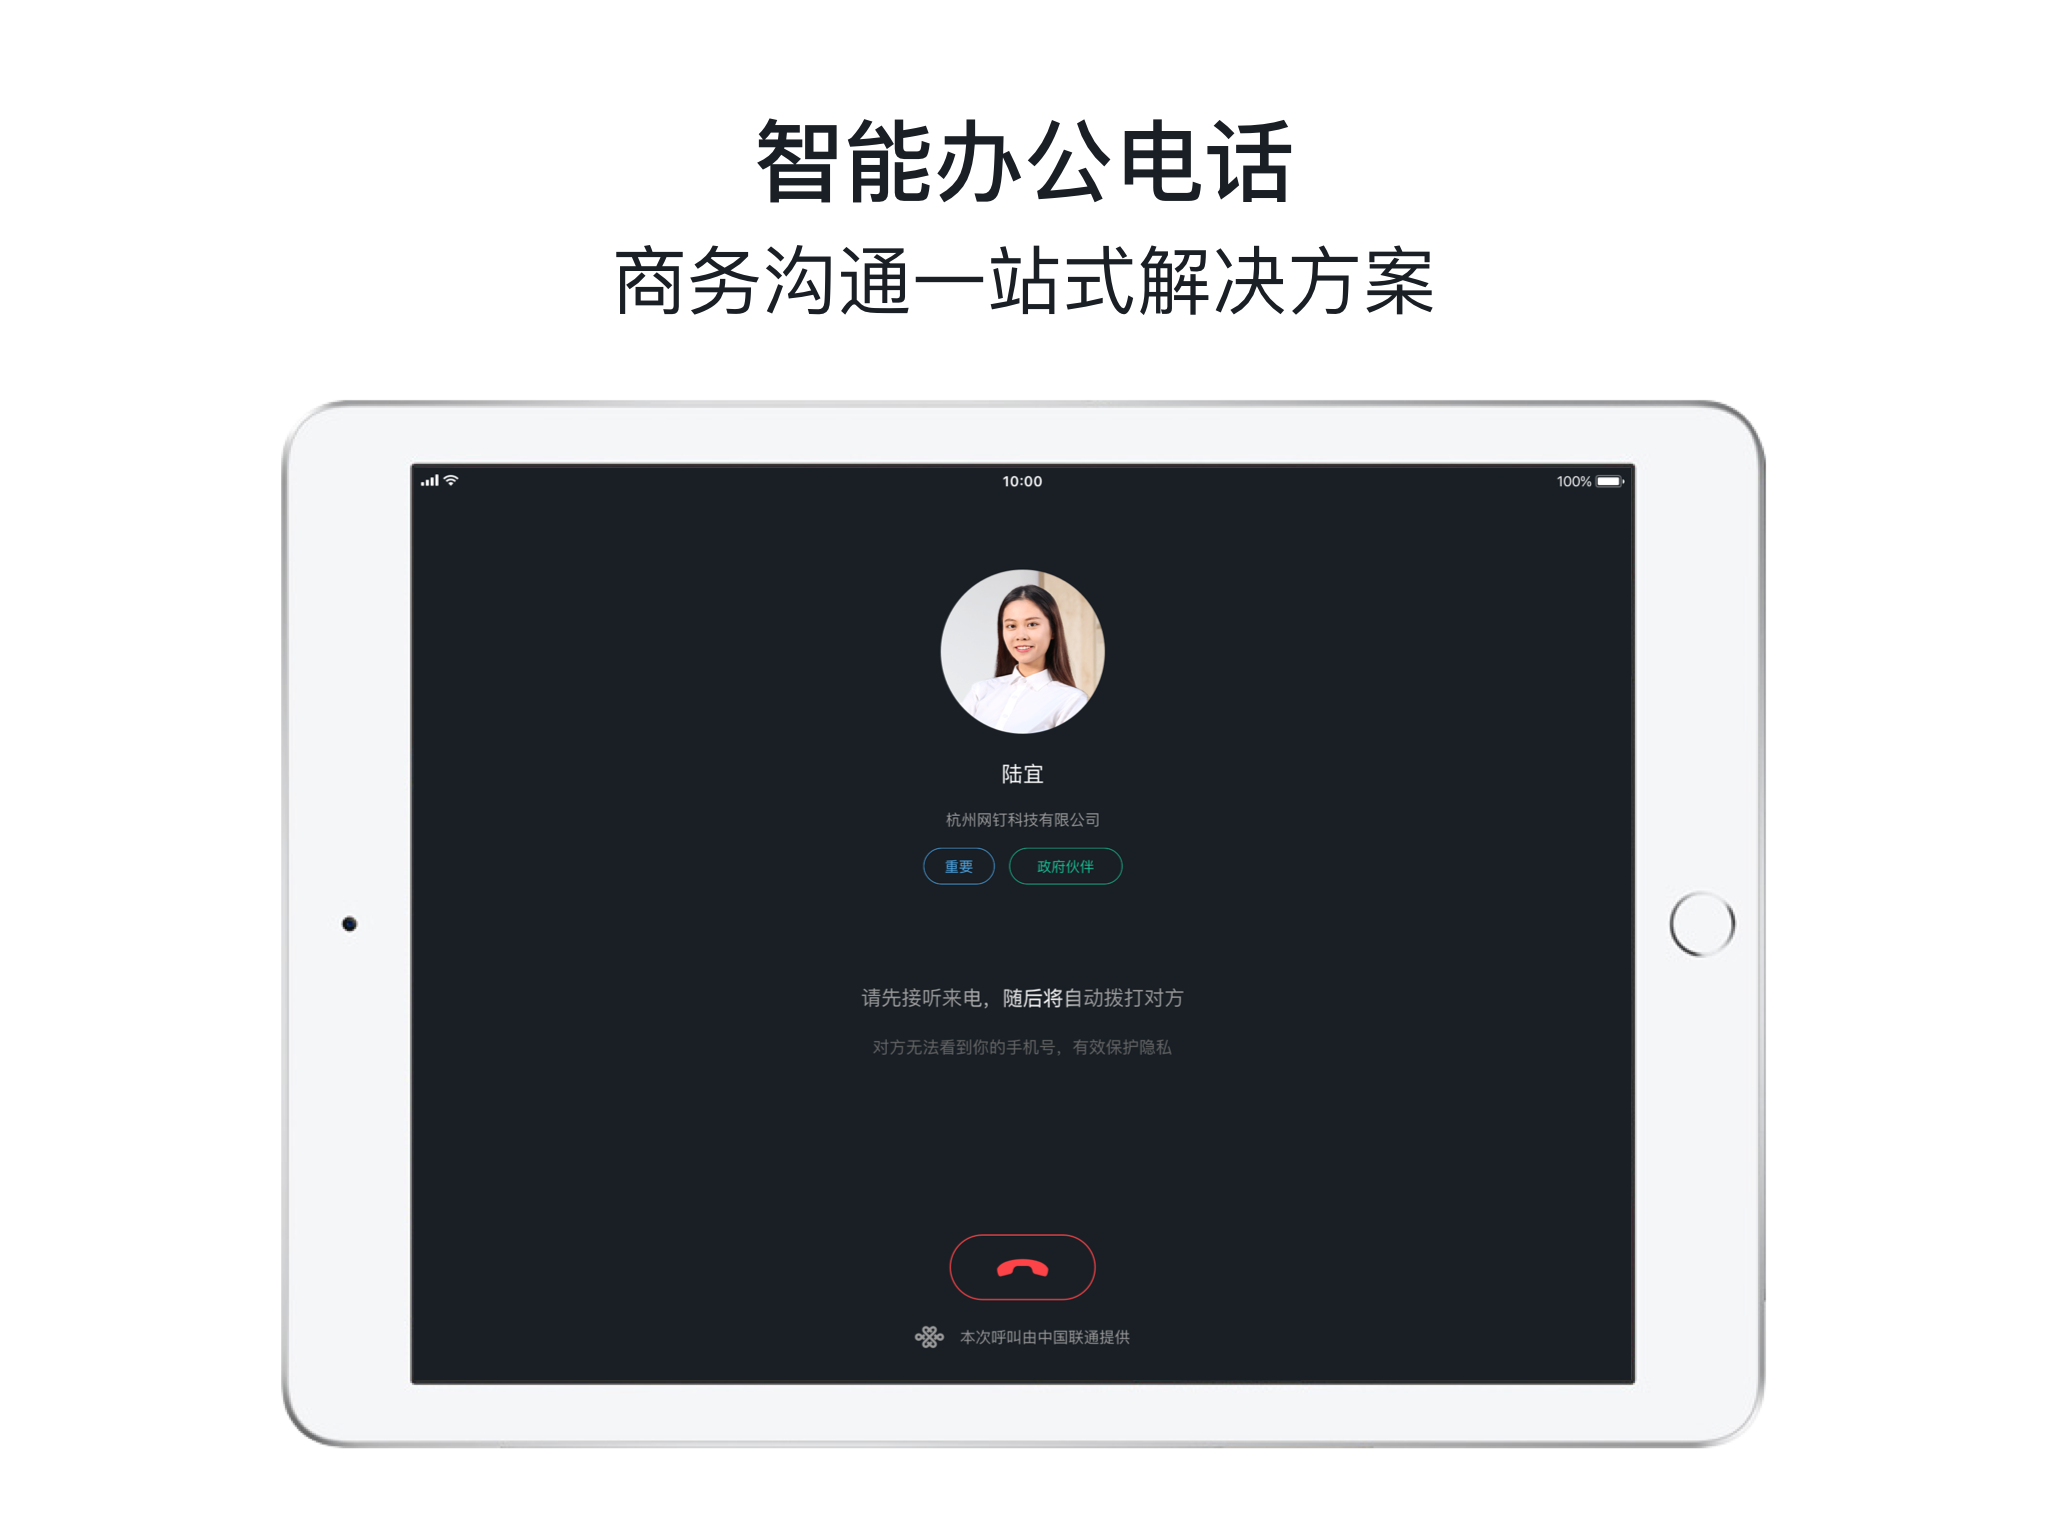 智能办公电话
商务沟通一站式解决方案
10:00
100%
陆宜
杭州网钉科技有限公司
重要 政府伙伴
请先接听来电，随后将自动拨打对方
对方无法看到你的手机号，有效保护隐私
本次呼叫由中国联通提供